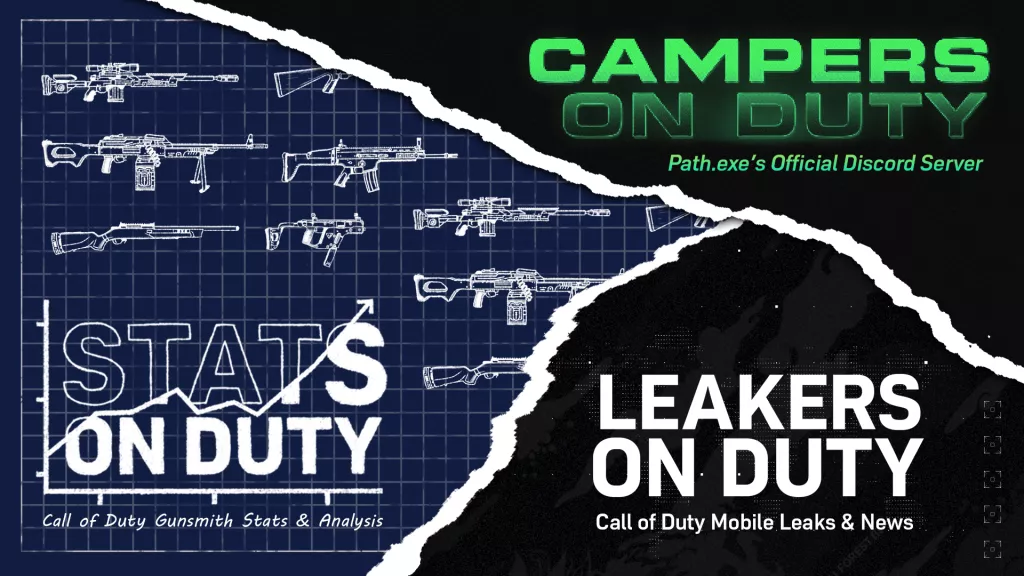 CAMPERS
ON DUTY
Path.exe's Official Discord Server
STATS
ON DUTY
Call of Duty Gunsmith Stats & Analysis
LEAKERS
ON DUTY
Call of Duty Mobile Leaks & News